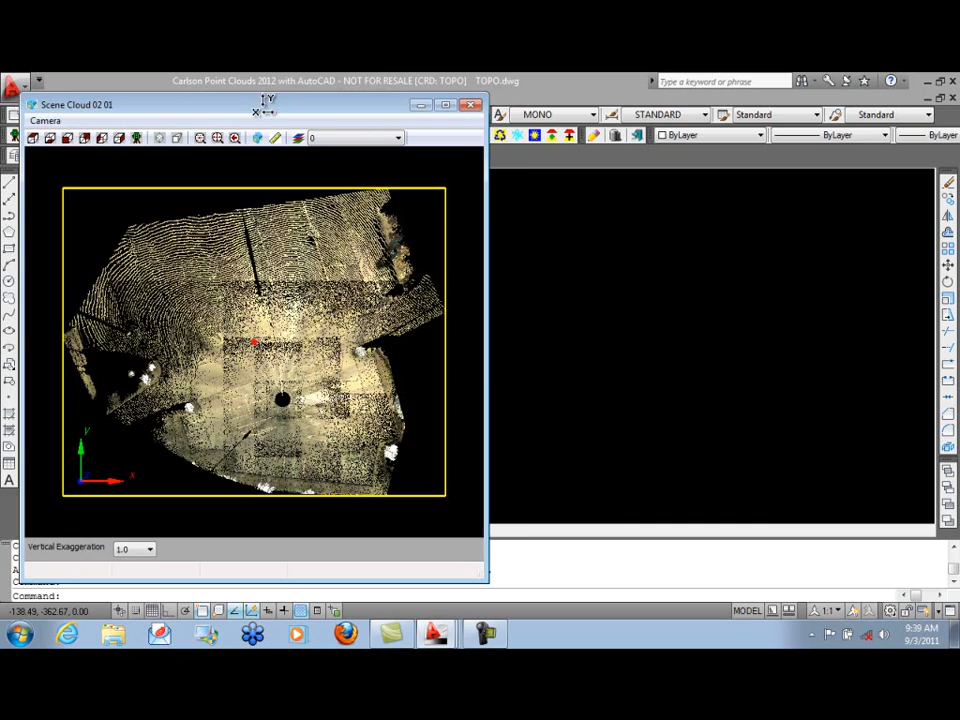 Carlson Point Clouds 2012 with AutoCAD - NOT FOR RESALE [CRD: TOPO] TOPO.dwg
Type a keyword or phrase
Scene Cloud 02 01
Y
X
Camera
MONO
STANDARD
Standard
Standard
0
ByLayer
ByLayer
ByLayer
y
x
Vertical Exaggeration 1.0
Command:
-138.49, -362.67, 0.00
MODEL
1:1
9:39 AM
9/3/2011